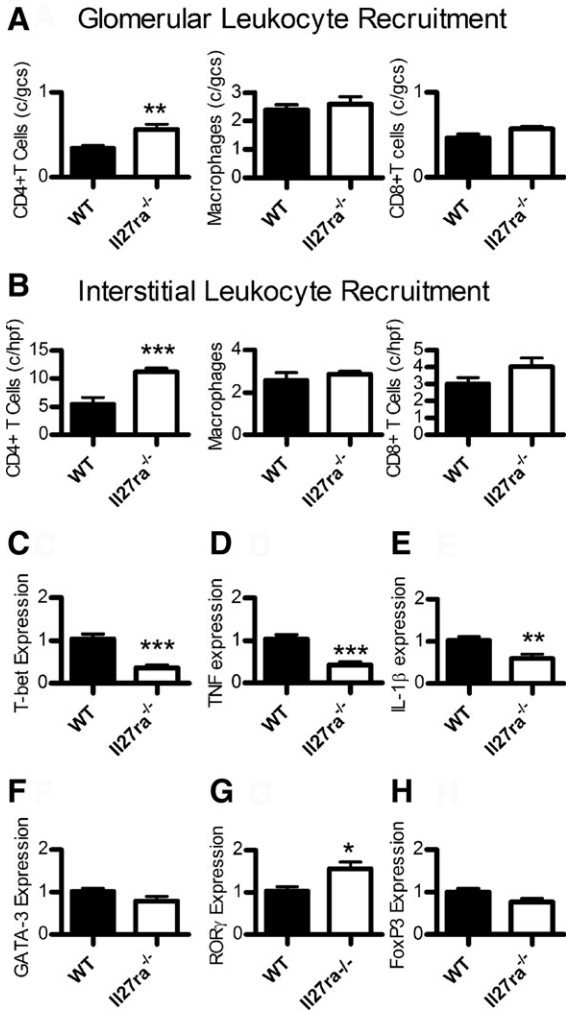 A Glomerular Leukocyte Recruitment
CD4+T Cells (c/gcs)
1
0
**
WT
Il27ra-/-
Macrophages (c/gcs)
3
2
1
0
WT
Il27ra-/-
CD8+T cells (c/gcs)
1
0
WT
Il27ra-/-
B Interstitial Leukocyte Recruitment
CD4+ T Cells (c/hpf)
15
10
5
0
***
WT
Il27ra-/-
Macrophages
4
2
0
WT
Il27ra-/-
CD8+ T Cells (c/hpf)
5
4
3
2
1
0
WT
Il27ra-/-
C
T-bet Expression
2
1
0
***
WT
Il27ra-/-
D
TNF expression
2
1
0
***
WT
Il27ra-/-
E
IL-1β expression
2
1
0
**
WT
Il27ra-/-
F
GATA-3 Expression
2
1
0
WT
Il27ra-/-
G
RORγ Expression
2
1
0
*
WT
Il27ra-/-
H
FoxP3 Expression
2
1
0
WT
Il27ra-/-